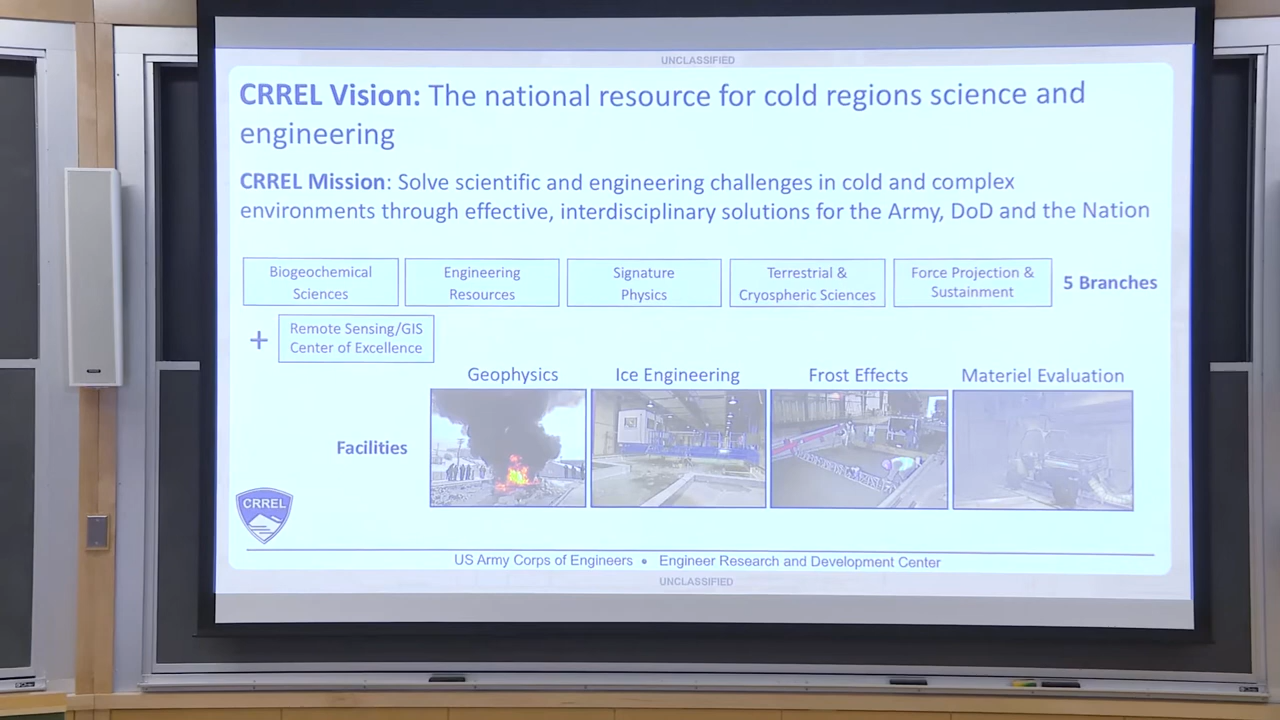 UNCLASSIFIED
CRREL Vision: The national resource for cold regions science and
engineering
CRREL Mission: Solve scientific and engineering challenges in cold and complex
environments through effective, interdisciplinary solutions for the Army, DoD and the Nation
Biogeochemical
Sciences
Engineering
Resources
Signature
Physics
Terrestrial &
Cryospheric Sciences
Force Projection &
Sustainment
5 Branches
+
Remote Sensing/GIS
Center of Excellence
Geophysics
Ice Engineering
Frost Effects
Materiel Evaluation
Facilities
CRREL
US Army Corps of Engineers • Engineer Research and Development Center
UNCLASSIFIED